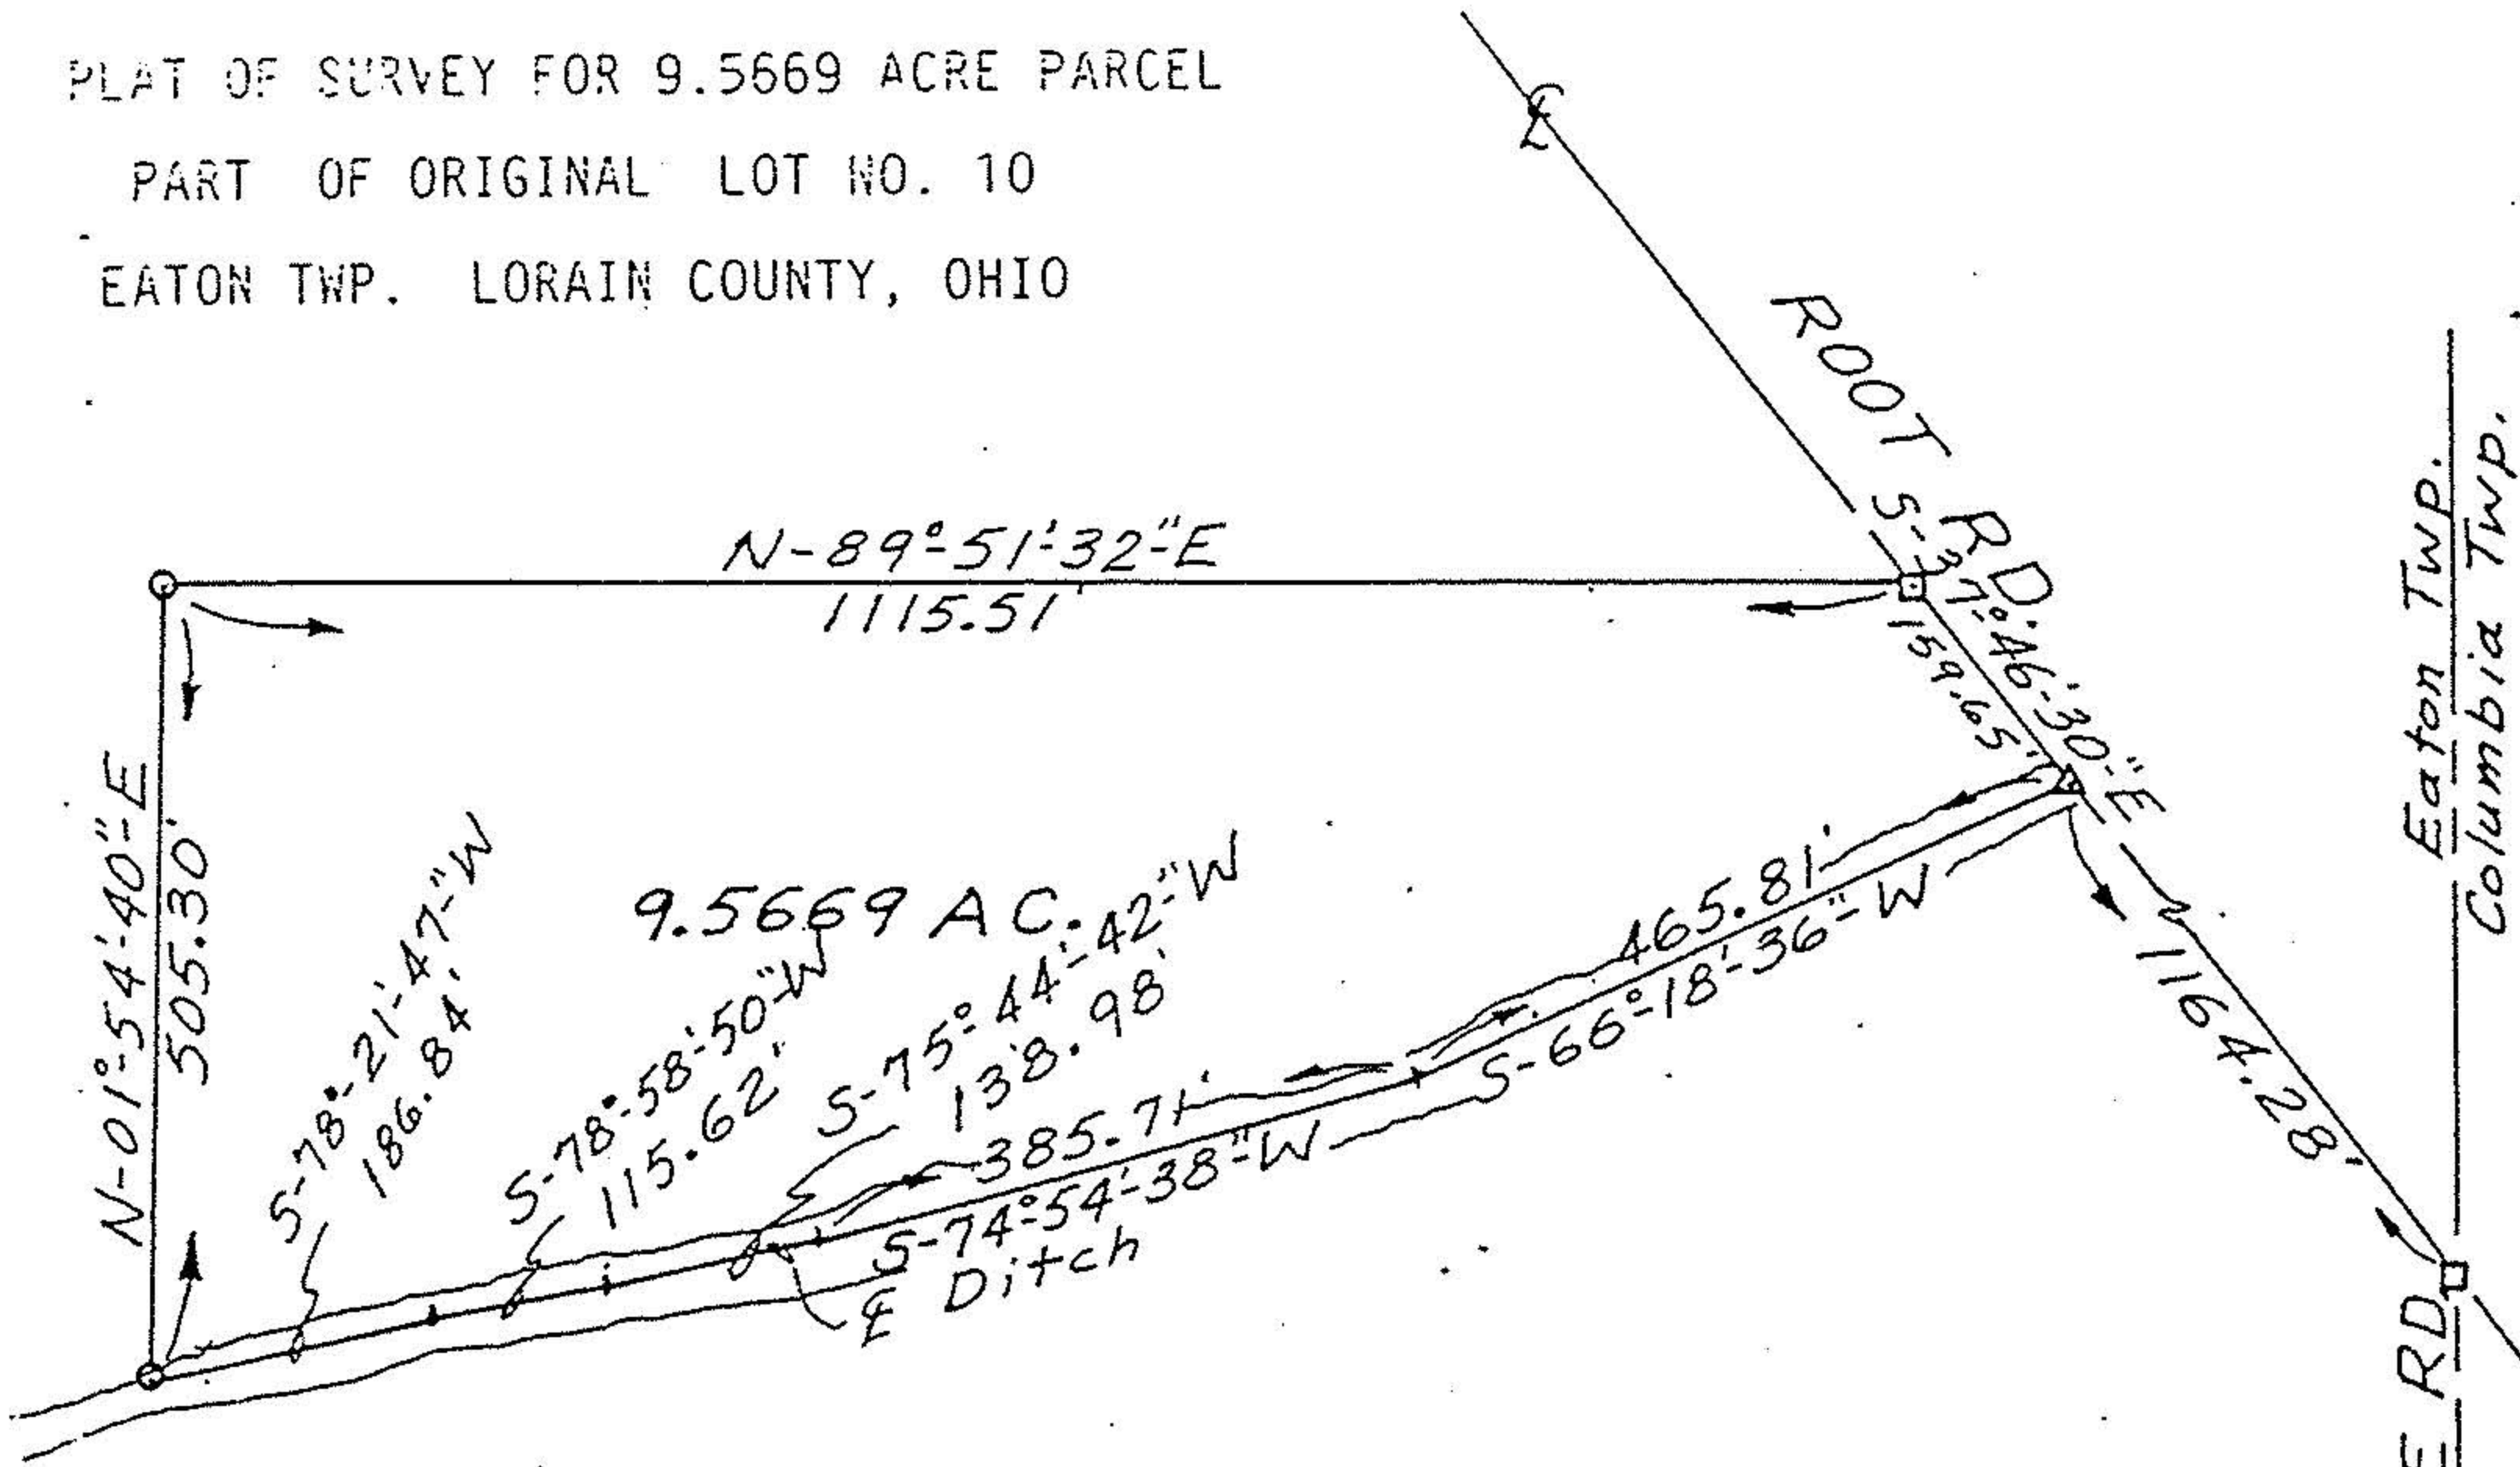 PLAT OF SURVEY FOR 9.5669 ACRE PARCEL
PART OF ORIGINAL LOT NO. 10
EATON TWP. LORAIN COUNTY, OHIO
℄
ROOT RD.
S-37°-46'-30"-E
159.65'
N-89°-51'-32"-E
1115.51'
Eaton Twp.
Columbia Twp.
N-01°-54'-40"-E
505.30'
9.5669 AC.
S-78°-21'-47-"W
186.84'
S-78°-58'-50"-W
115.62'
S-75°-44'-42-"W
138.98'
465.81'
S-66°-18'-36"-W
385.71'
S-74°-54'-38-"W
℄ Ditch
1164.28'
E RD.